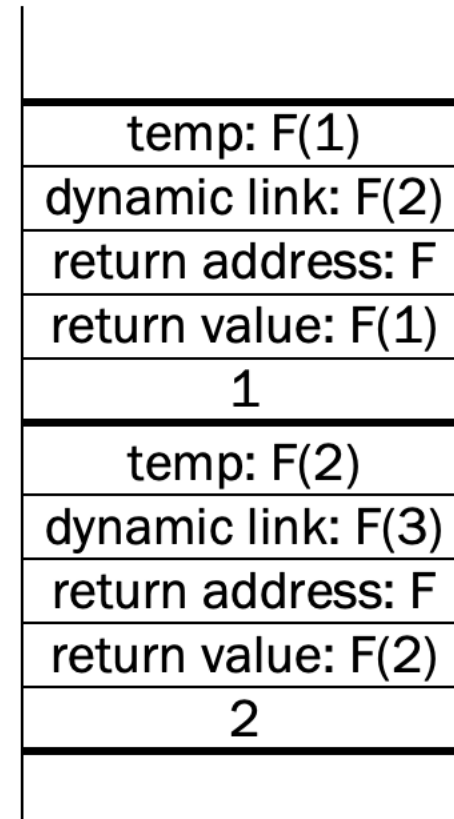 temp: F(1)
dynamic link: F(2)
return address: F
return value: F(1)
1
temp: F(2)
dynamic link: F(3)
return address: F
return value: F(2)
2